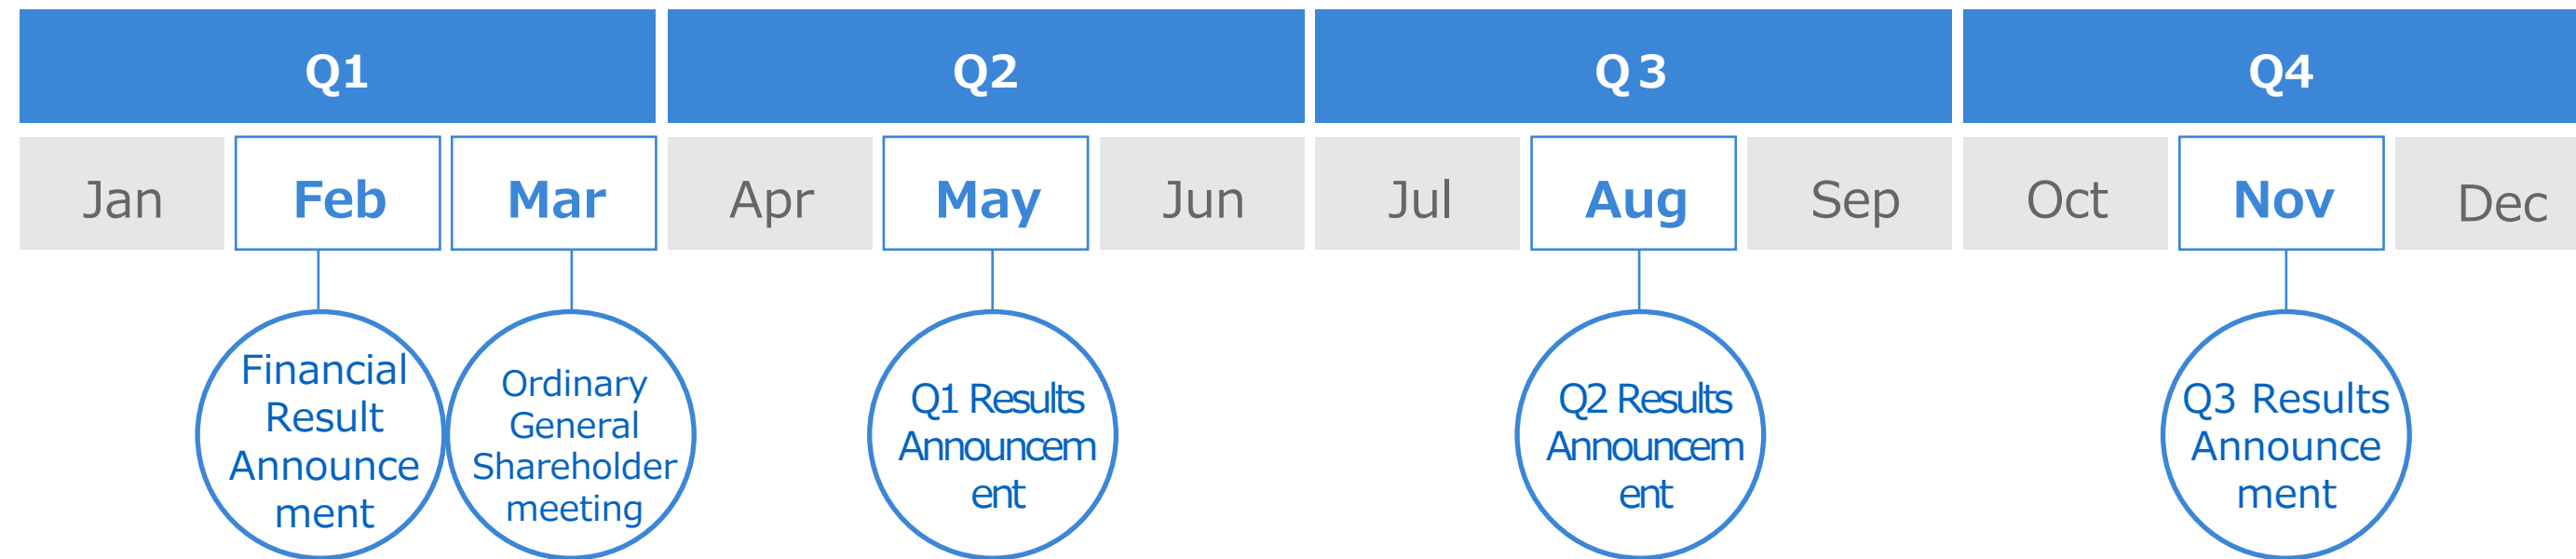 Q1
Q2
Q3
Q4
Jan
Feb
Mar
Apr
May
Jun
Jul
Aug
Sep
Oct
Nov
Dec
Financial
Result
Announce
ment
Ordinary
General
Shareholder
meeting
Q1 Results
Announcem
ent
Q2 Results
Announcem
ent
Q3 Results
Announce
ment